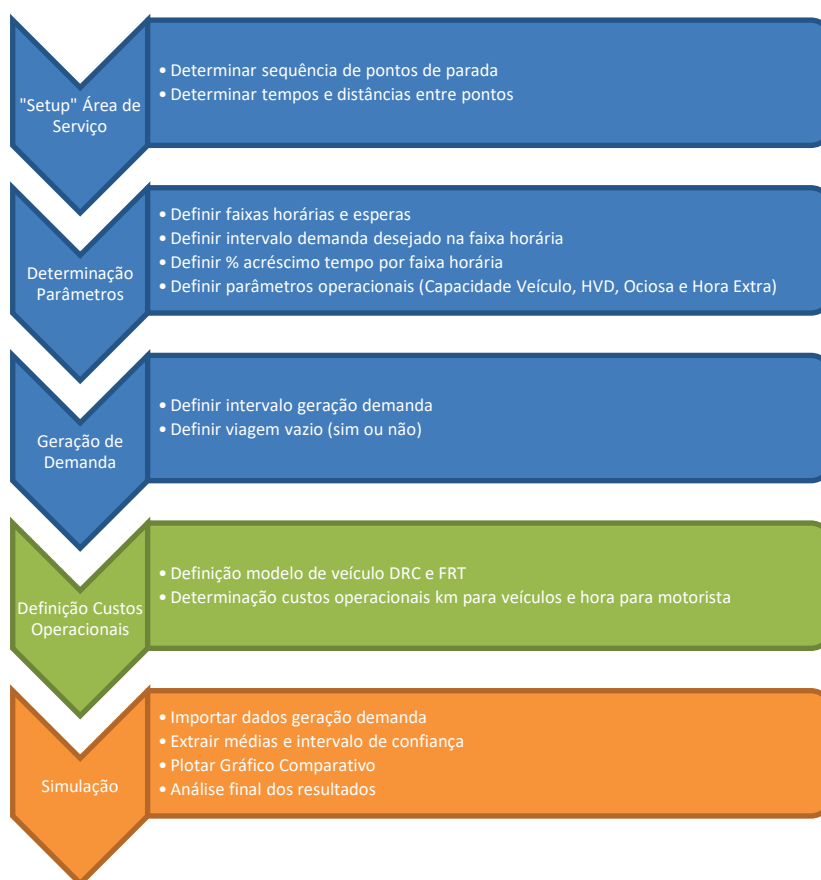 "Setup" Área de
Serviço
• Determinar sequência de pontos de parada
• Determinar tempos e distâncias entre pontos
Determinação
Parâmetros
• Definir faixas horárias e esperas
• Definir intervalo demanda desejado na faixa horária
• Definir % acréscimo tempo por faixa horária
• Definir parâmetros operacionais (Capacidade Veículo, HVD, Ociosa e Hora Extra)
Geração de
Demanda
• Definir intervalo geração demanda
• Definir viagem vazio (sim ou não)
Definição Custos
Operacionais
• Definição modelo de veículo DRC e FRT
• Determinação custos operacionais km para veículos e hora para motorista
Simulação
• Importar dados geração demanda
• Extrair médias e intervalo de confiança
• Plotar Gráfico Comparativo
• Análise final dos resultados